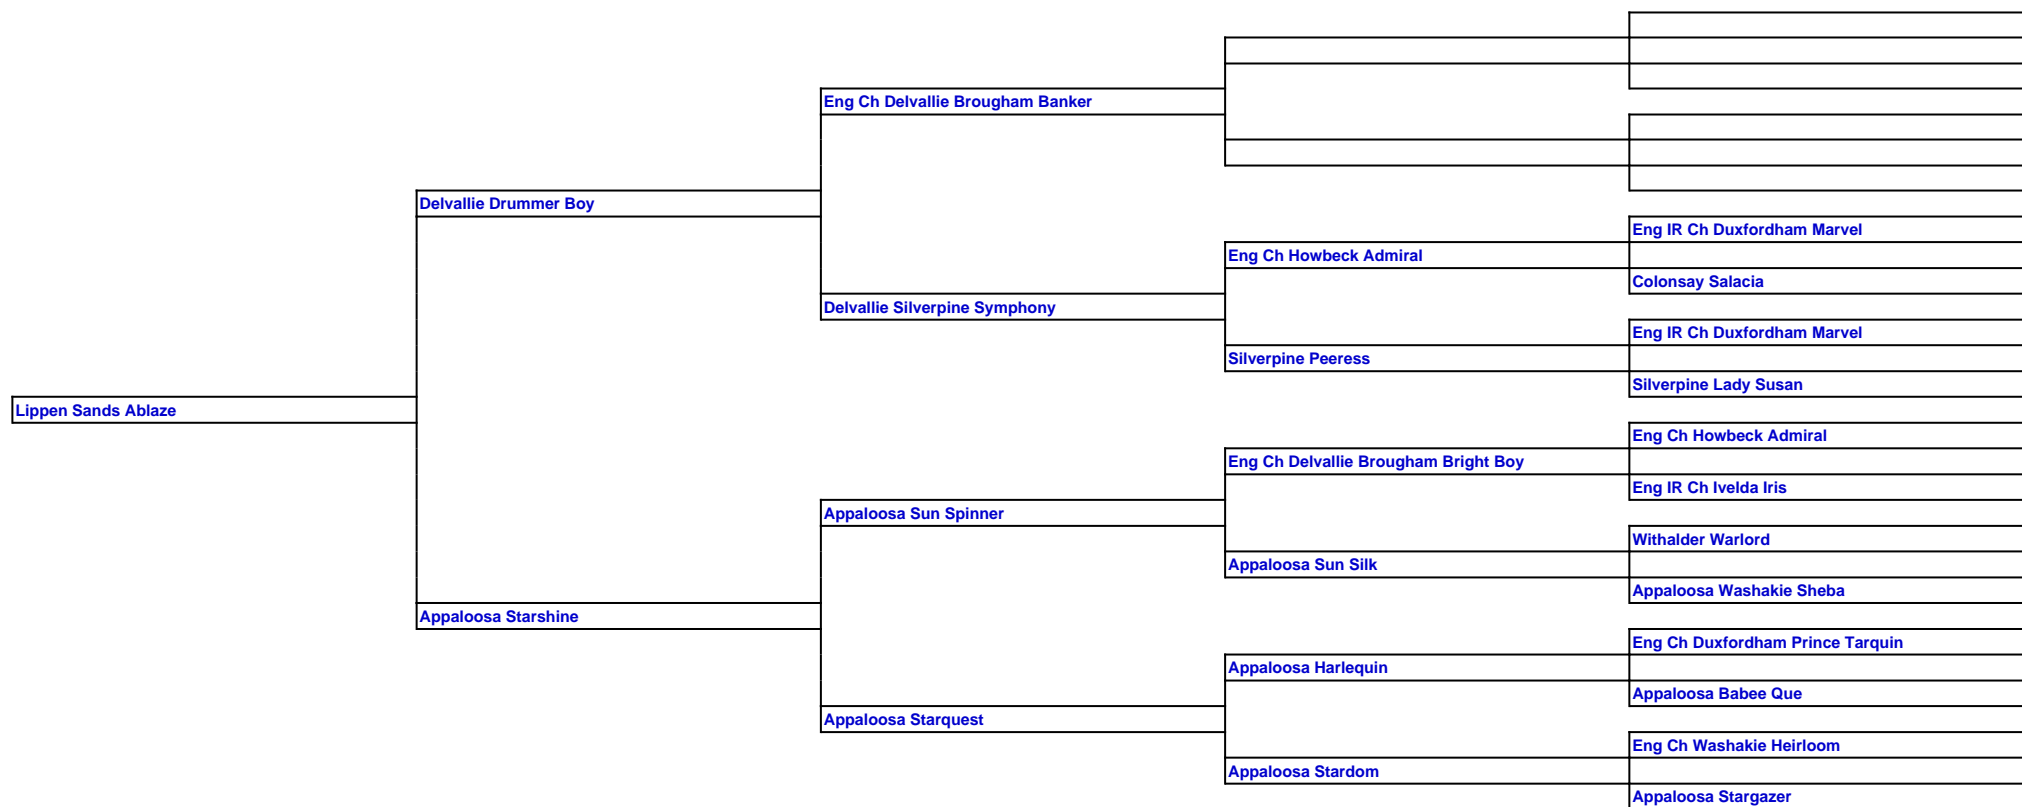 Eng Ch Delvallie Brougham Banker
Delvallie Drummer Boy
Eng IR Ch Duxfordham Marvel
Eng Ch Howbeck Admiral
Colonsay Salacia
Delvallie Silverpine Symphony
Eng IR Ch Duxfordham Marvel
Silverpine Peeress
Silverpine Lady Susan
Lippen Sands Ablaze
Eng Ch Howbeck Admiral
Eng Ch Delvallie Brougham Bright Boy
Eng IR Ch Ivelda Iris
Appaloosa Sun Spinner
Withalder Warlord
Appaloosa Sun Silk
Appaloosa Washakie Sheba
Appaloosa Starshine
Eng Ch Duxfordham Prince Tarquin
Appaloosa Harlequin
Appaloosa Babee Que
Appaloosa Starquest
Eng Ch Washakie Heirloom
Appaloosa Stardom
Appaloosa Stargazer